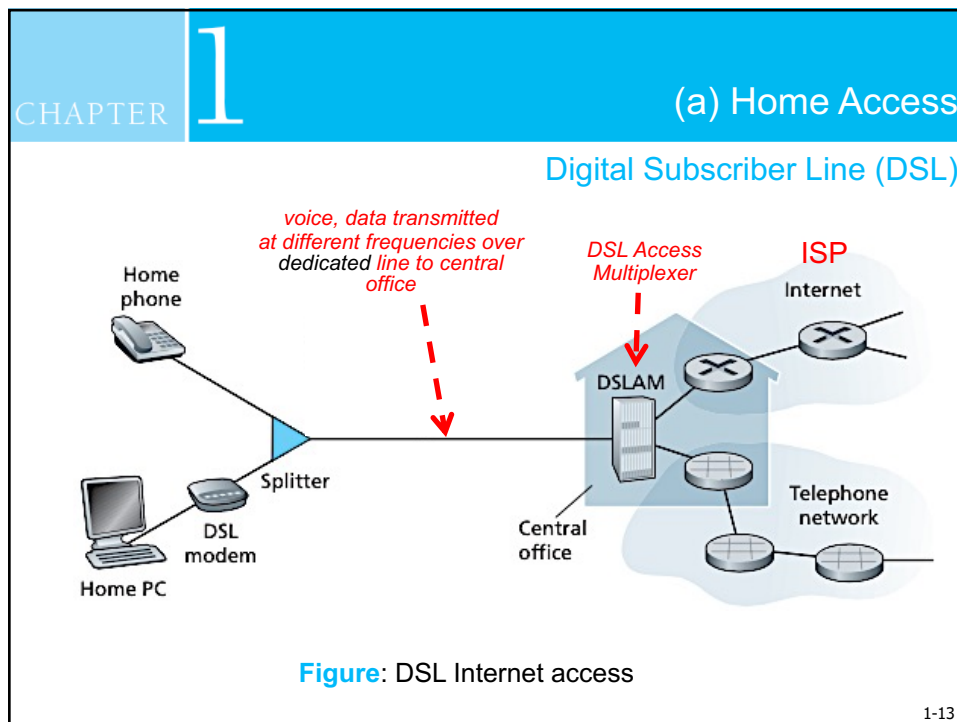 CHAPTER 1
(a) Home Access
Digital Subscriber Line (DSL)
voice, data transmitted
at different frequencies over
dedicated line to central
office
DSL Access
Multiplexer
ISP
Internet
Home
phone
DSLAM
Splitter
DSL
modem
Home PC
Central
office
Telephone
network
Figure: DSL Internet access
1-13